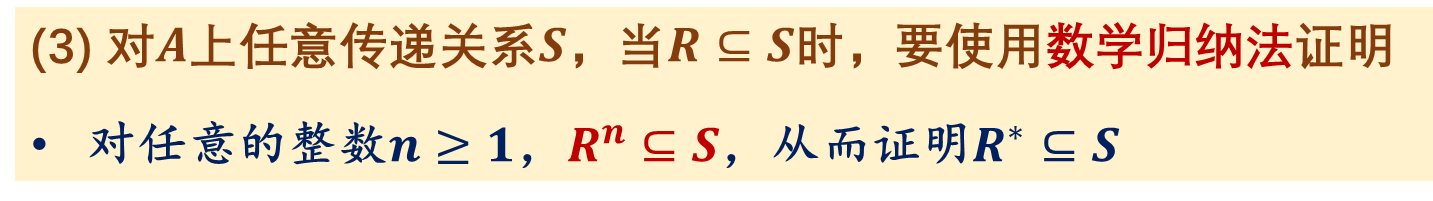 (3) 对A上任意传递关系S，当R ⊆ S时，要使用数学归纳法证明
• 对任意的整数n ≥ 1，Rⁿ ⊆ S，从而证明R* ⊆ S